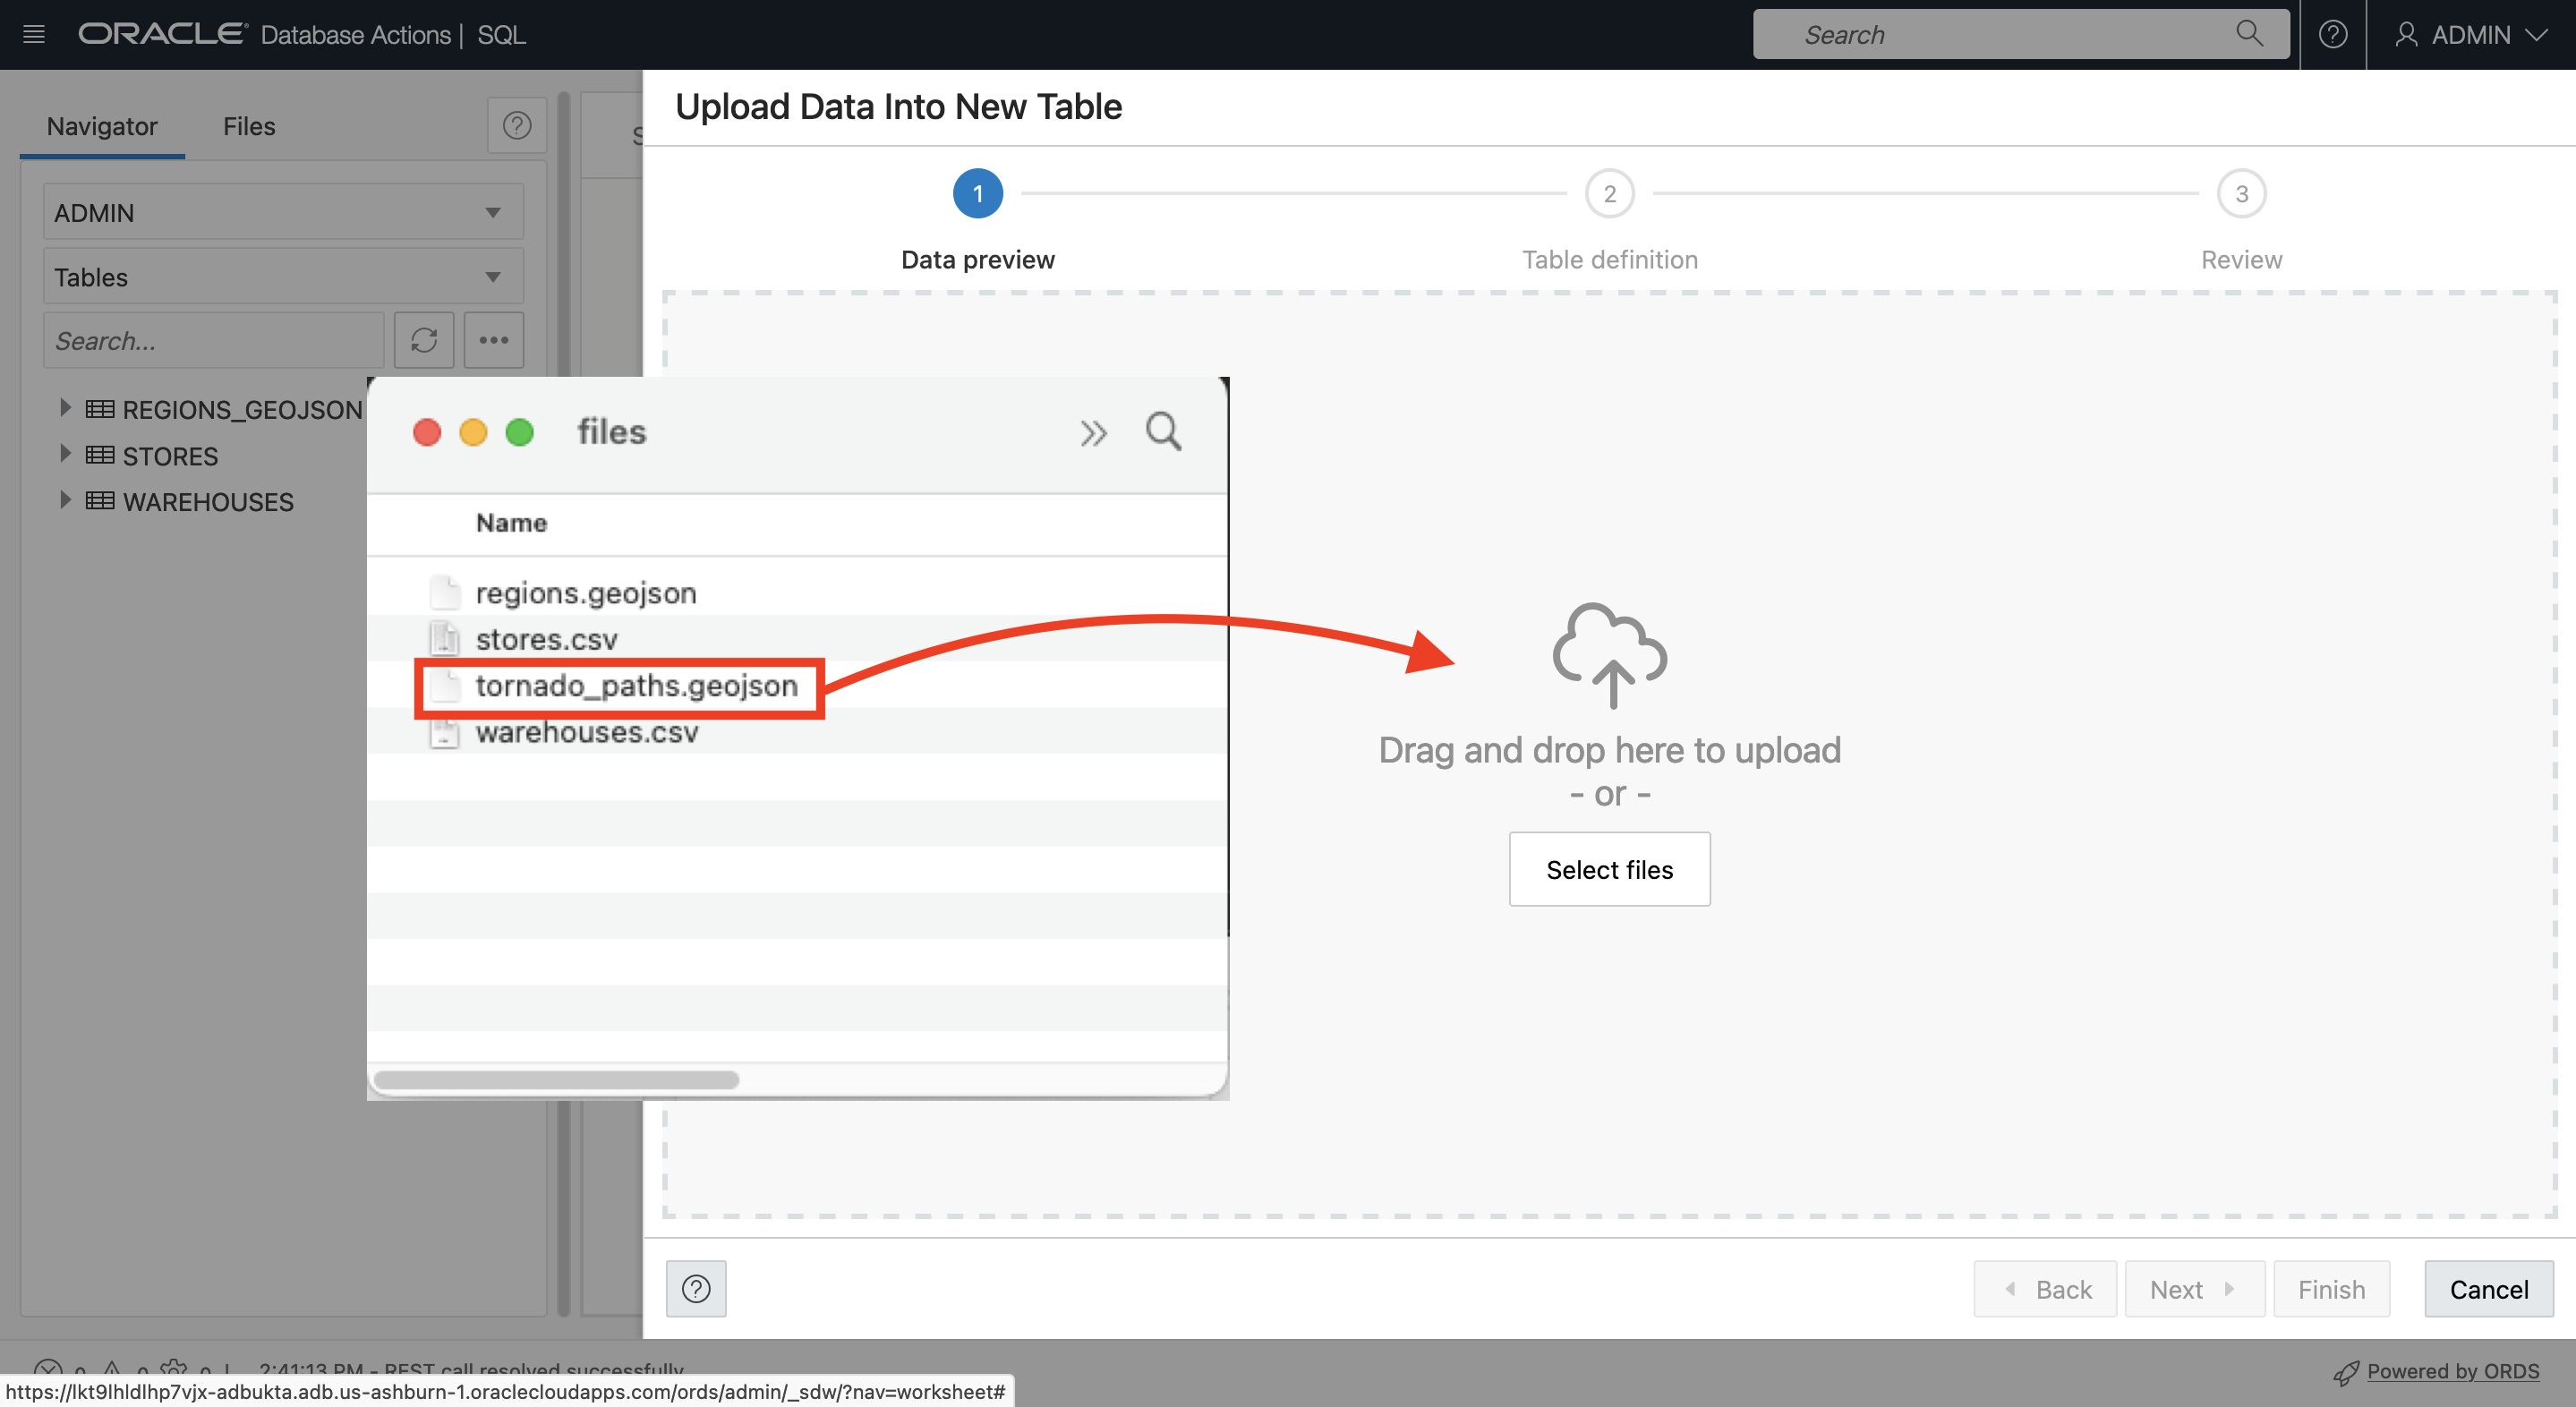 ORACLE Database Actions | SQL
Search
ADMIN
Navigator
Files
ADMIN
Tables
Search...
REGIONS_GEOJSON
STORES
WAREHOUSES
Upload Data Into New Table
1
2
3
Data preview
Table definition
Review
files
Name
regions.geojson
stores.csv
tornado_paths.geojson
warehouses.csv
Drag and drop here to upload
- or -
Select files
Back
Next
Finish
Cancel
0 0 0 | 2:41:13 PM - REST call resolved successfully
Powered by ORDS
https://lkt9lhldlhp7vjx-adbukta.adb.us-ashburn-1.oraclecloudapps.com/ords/admin/_sdw/?nav=worksheet#